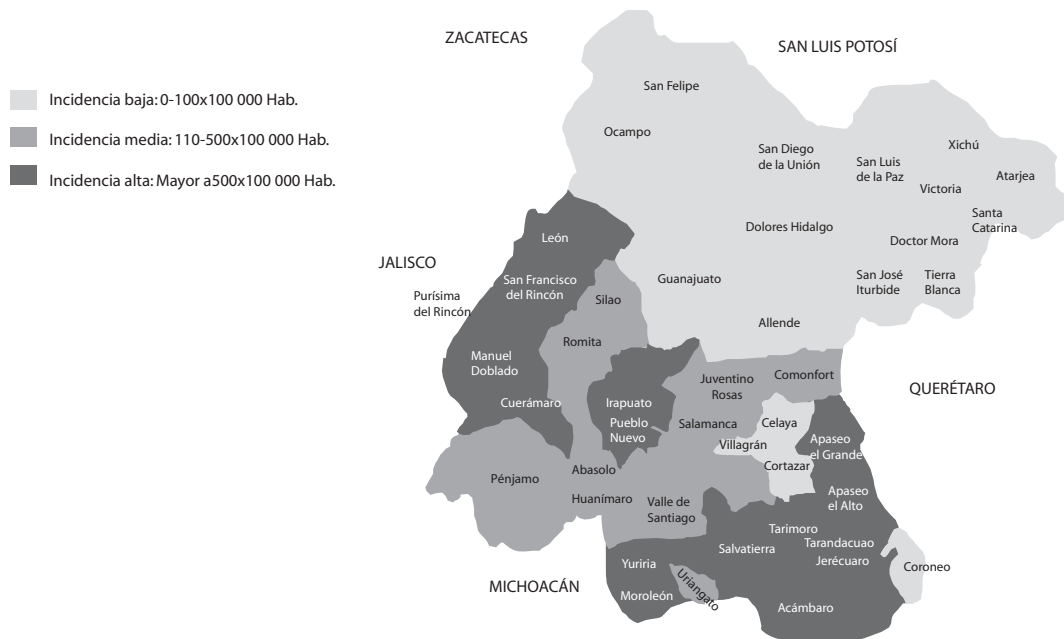 ZACATECAS
SAN LUIS POTOSÍ
Incidencia baja: 0-100x100 000 Hab.
Incidencia media: 110-500x100 000 Hab.
Incidencia alta: Mayor a500x100 000 Hab.
San Felipe
Ocampo
San Diego
de la Unión
San Luis
de la Paz
Xichú
Victoria
Atarjea
Santa
Catarina
Dolores Hidalgo
Doctor Mora
León
JALISCO
San Francisco
del Rincón
Purísima
del Rincón
Guanajuato
Silao
San José
Iturbide
Tierra
Blanca
Allende
Romita
Manuel
Doblado
Cuerámaro
Juventino
Rosas
Comonfort
QUERÉTARO
Irapuato
Pueblo
Nuevo
Salamanca
Celaya
Villagrán
Apaseo
el Grande
Cortazar
Pénjamo
Abasolo
Huanímaro
Valle de
Santiago
Apaseo
el Alto
Tarimoro
Salvatierra
Tarandacuao
Jerécuaro
Coroneo
Yuriria
MICHOACÁN
Moroleón
Uriangato
Acámbaro